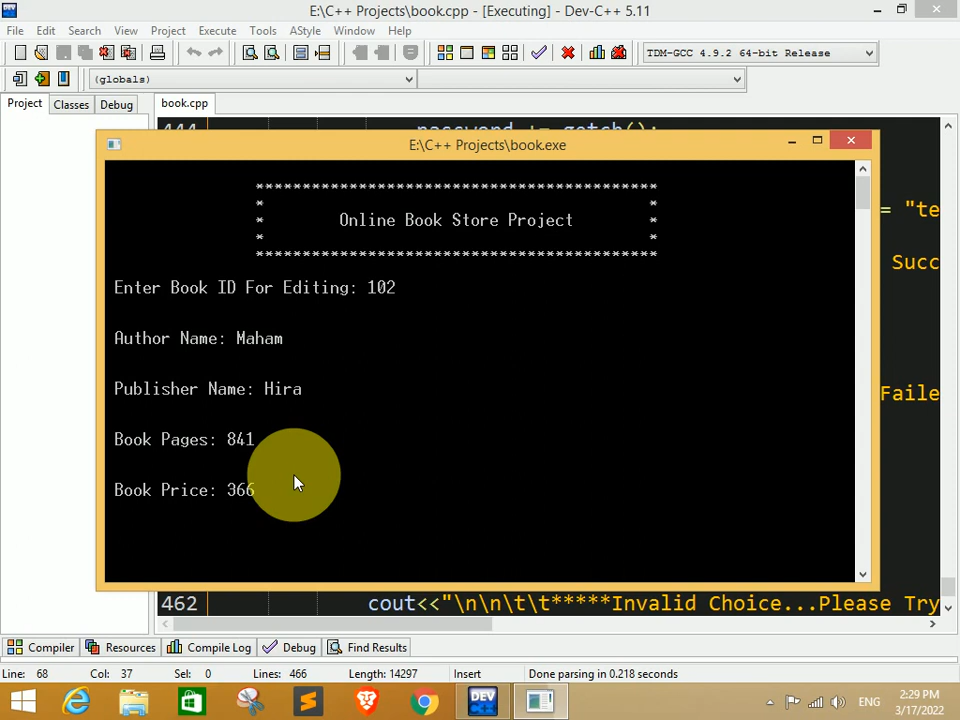 E:\C++ Projects\book.cpp - [Executing] - Dev-C++ 5.11
File Edit Search View Project Execute Tools AStyle Window Help
TDM-GCC 4.9.2 64-bit Release
(globals)
Project Classes Debug book.cpp
444 password += getch();
E:\C++ Projects\book.exe
*******************************************
* *
* Online Book Store Project *
* *
*******************************************
= "te
Succ
Enter Book ID For Editing: 102
Author Name: Maham
Publisher Name: Hira
Faile
Book Pages: 841
Book Price: 366
462 cout<<"\n\n\t\t*****Invalid Choice...Please Try
Compiler Resources Compile Log Debug Find Results
Line: 68 Col: 37 Sel: 0 Lines: 466 Length: 14297 Insert Done parsing in 0.218 seconds
DEV
C++
ENG
2:29 PM
3/17/2022